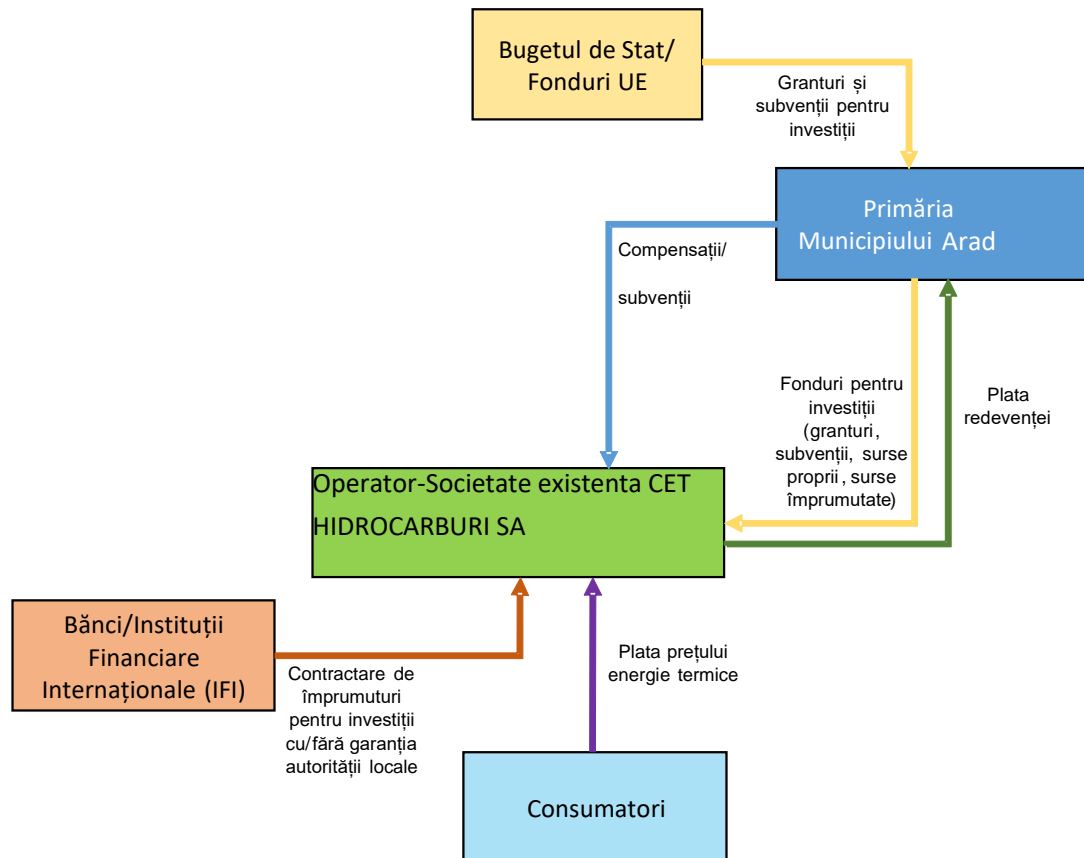 Bugetul de Stat/
Fonduri UE
Granturi și
subvenții pentru
investiții
Primăria
Municipiului Arad
Compensații/
subvenții
Fonduri pentru
investiții
(granturi,
subvenții, surse
proprii, surse
împrumutate)
Plata
redevenței
Operator-Societate existenta CET
HIDROCARBURI SA
Bănci/Instituții
Financiare
Internaționale (IFI)
Contractare de
împrumuturi
pentru investiții
cu/fără garanția
autorității locale
Plata prețului
energie termice
Consumatori